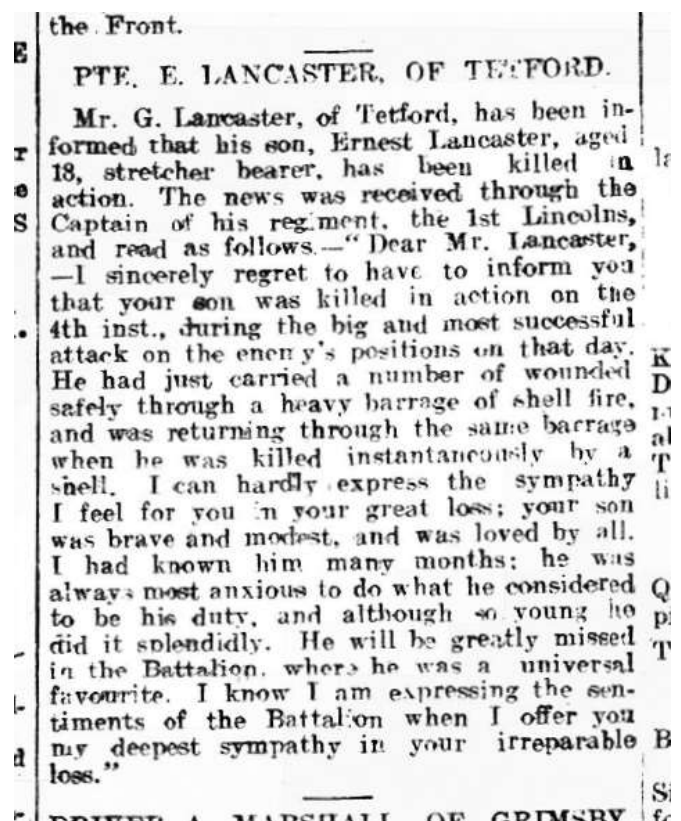 the Front.
PTE. E. LANCASTER, OF TETFORD.
Mr. G. Lancaster, of Tetford, has been in-
formed that his son, Ernest Lancaster, aged
18, stretcher bearer, has been killed in
action. The news was received through the
Captain of his regiment, the 1st Lincolns,
and read as follows.—"Dear Mr. Lancaster,
—I sincerely regret to have to inform you
that your son was killed in action on the
4th inst., during the big and most successful
attack on the enemy's positions on that day.
He had just carried a number of wounded
safely through a heavy barrage of shell fire,
and was returning through the same barrage
when he was killed instantaneously by a
shell. I can hardly express the sympathy
I feel for you in your great loss; your son
was brave and modest, and was loved by all.
I had known him many months; he was
always most anxious to do what he considered
to be his duty, and although so young he
did it splendidly. He will be greatly missed
in the Battalion, where he was a universal
favourite. I know I am expressing the sen-
timents of the Battalion when I offer you
my deepest sympathy in your irreparable
loss."
DRIVER A. MARSHALL, OF GRIMSBY